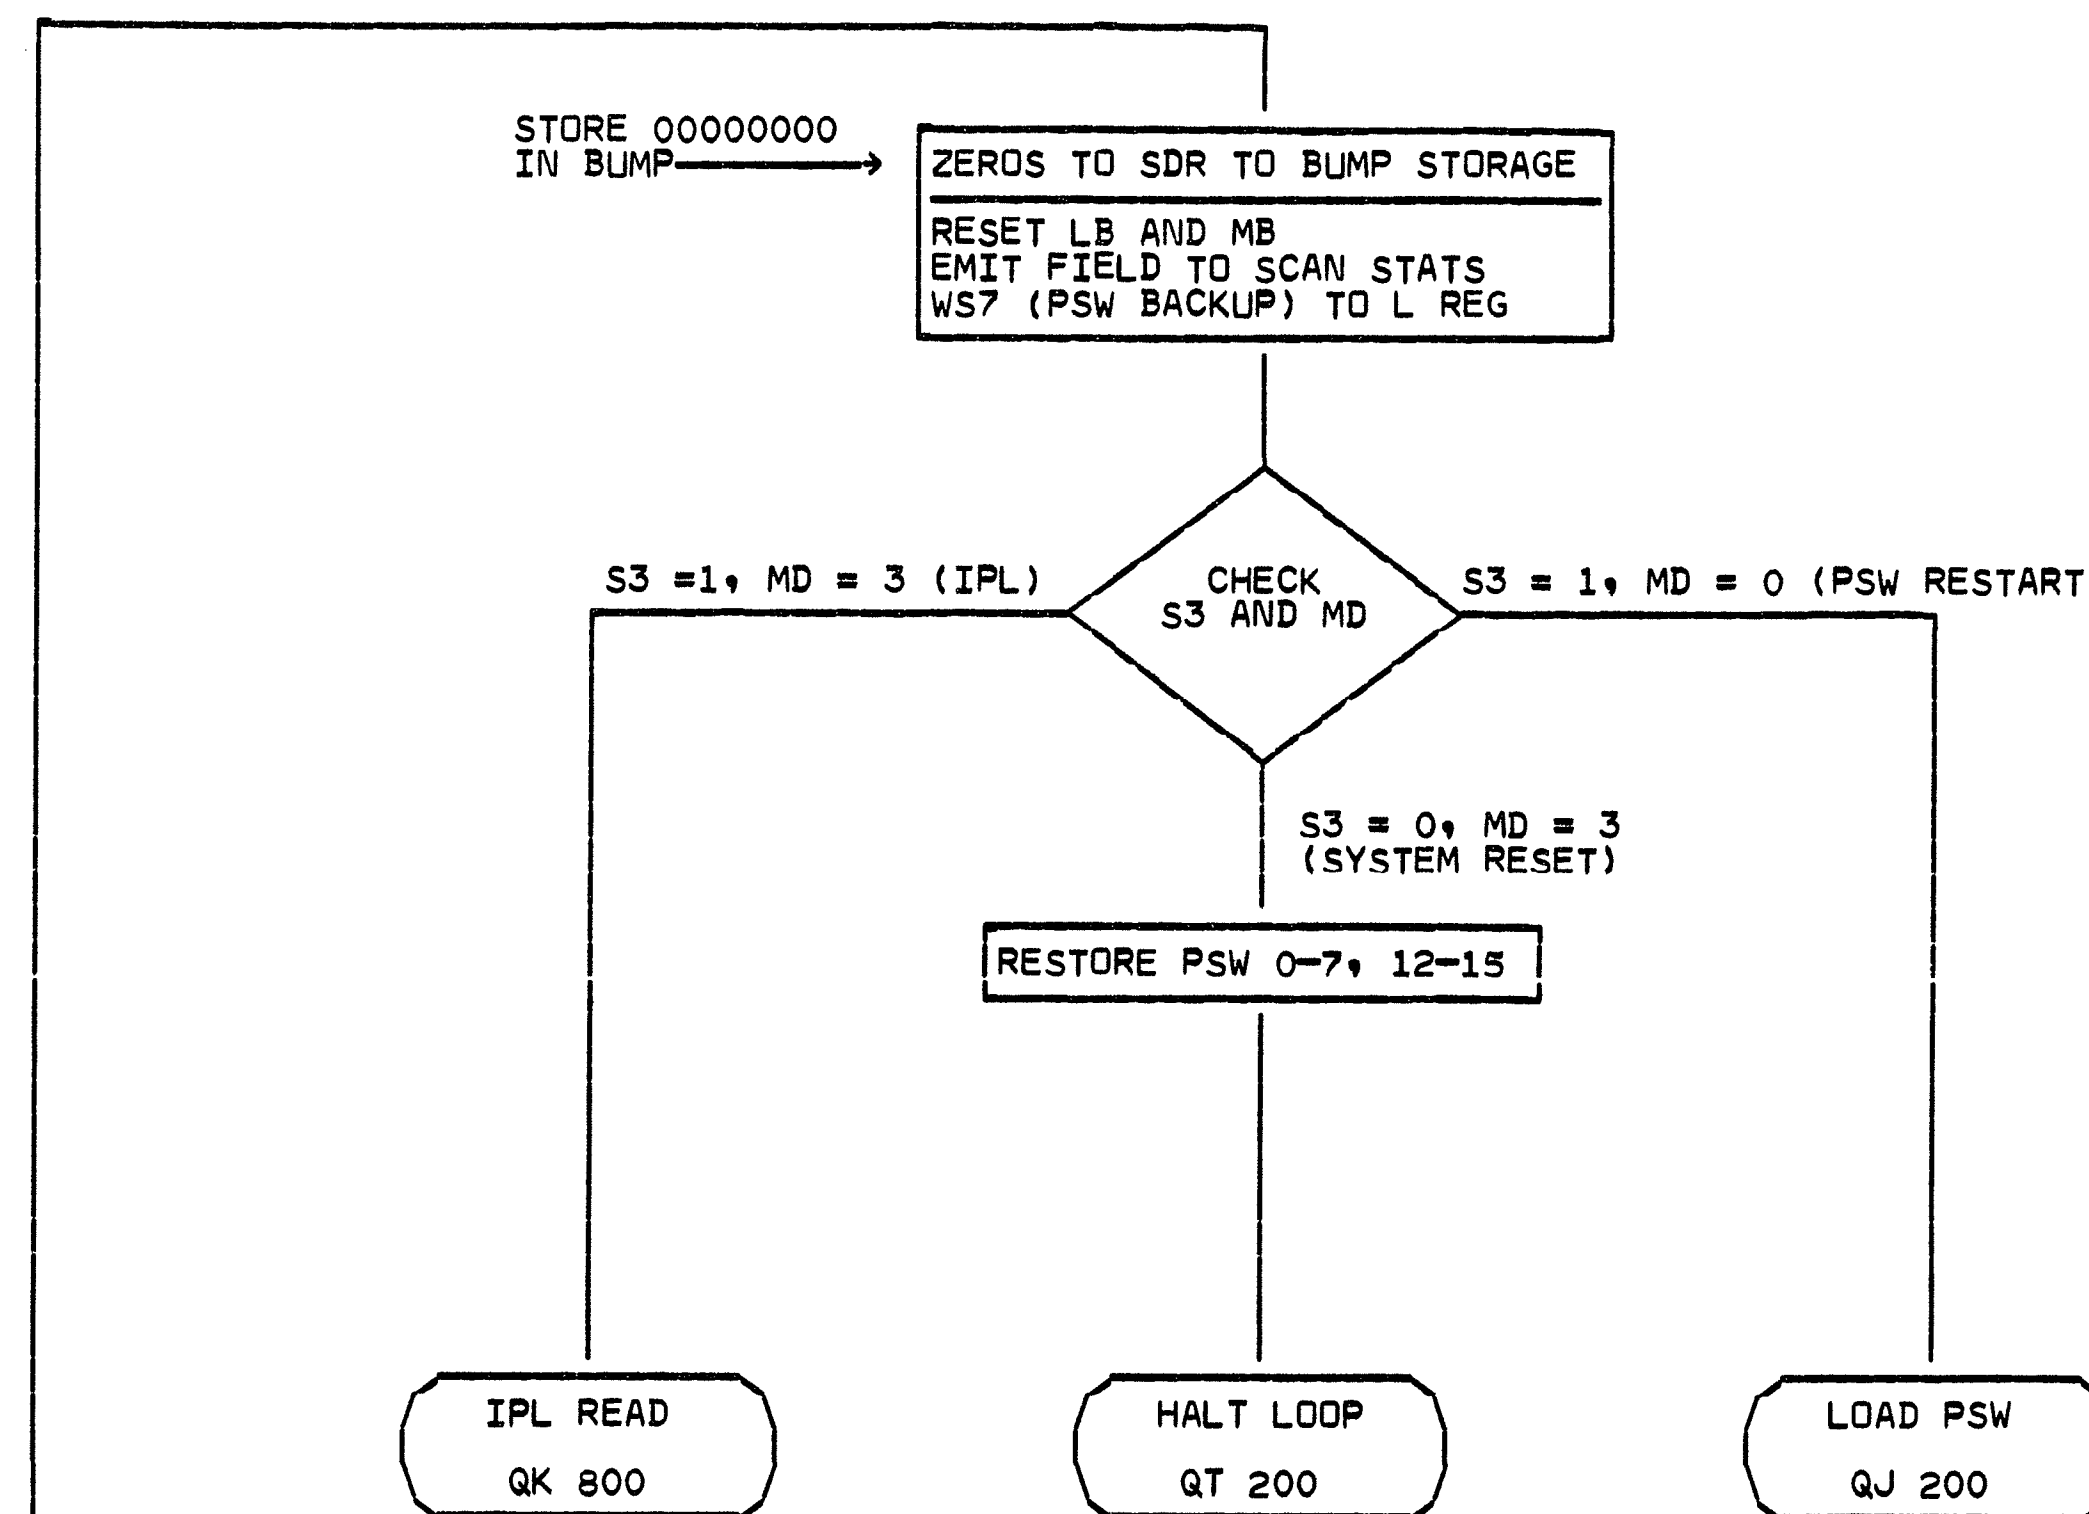 STORE 00000000
IN BUMP
ZEROS TO SDR TO BUMP STORAGE
RESET LB AND MB
EMIT FIELD TO SCAN STATS
WS7 (PSW BACKUP) TO L REG
S3 =1, MD = 3 (IPL)
CHECK
S3 AND MD
S3 = 1, MD = 0 (PSW RESTART
S3 = 0, MD = 3
(SYSTEM RESET)
RESTORE PSW 0-7, 12-15
IPL READ
QK 800
HALT LOOP
QT 200
LOAD PSW
QJ 200